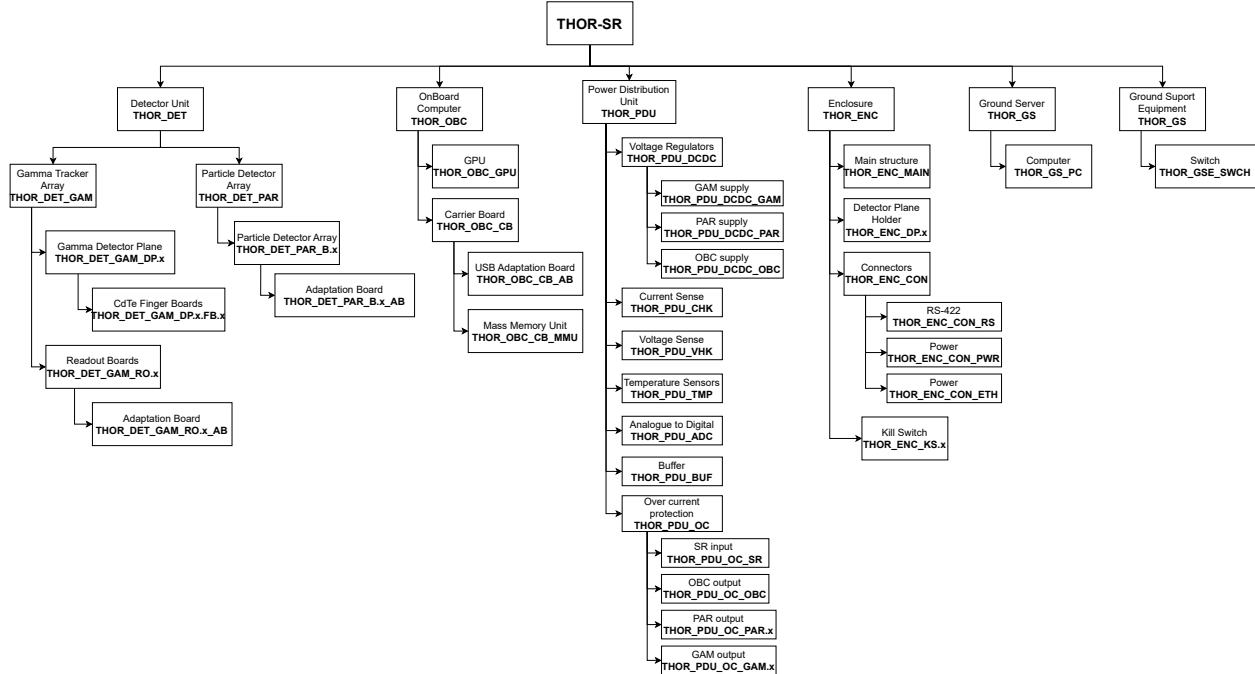 THOR-SR
Detector Unit
THOR_DET
Gamma Tracker
Array
THOR_DET_GAM
Gamma Detector Plane
THOR_DET_GAM_DP.x
CdTe Finger Boards
THOR_DET_GAM_DP.x.FB.x
Readout Boards
THOR_DET_GAM_RO.x
Adaptation Board
THOR_DET_GAM_RO.x_AB
Particle Detector
Array
THOR_DET_PAR
Particle Detector Array
THOR_DET_PAR_B.x
Adaptation Board
THOR_DET_PAR_B.x_AB
OnBoard
Computer
THOR_OBC
GPU
THOR_OBC_GPU
Carrier Board
THOR_OBC_CB
USB Adaptation Board
THOR_OBC_CB_AB
Mass Memory Unit
THOR_OBC_CB_MMU
Power Distribution
Unit
THOR_PDU
Voltage Regulators
THOR_PDU_DCDC
GAM supply
THOR_PDU_DCDC_GAM
PAR supply
THOR_PDU_DCDC_PAR
OBC supply
THOR_PDU_DCDC_OBC
Current Sense
THOR_PDU_CHK
Voltage Sense
THOR_PDU_VHK
Temperature Sensors
THOR_PDU_TMP
Analogue to Digital
THOR_PDU_ADC
Buffer
THOR_PDU_BUF
Over current
protection
THOR_PDU_OC
SR input
THOR_PDU_OC_SR
OBC output
THOR_PDU_OC_OBC
PAR output
THOR_PDU_OC_PAR.x
GAM output
THOR_PDU_OC_GAM.x
Enclosure
THOR_ENC
Main structure
THOR_ENC_MAIN
Detector Plane
Holder
THOR_ENC_DP.x
Connectors
THOR_ENC_CON
RS-422
THOR_ENC_CON_RS
Power
THOR_ENC_CON_PWR
Power
THOR_ENC_CON_ETH
Kill Switch
THOR_ENC_KS.x
Ground Server
THOR_GS
Computer
THOR_GS_PC
Ground Suport
Equipment
THOR_GS
Switch
THOR_GSE_SWCH